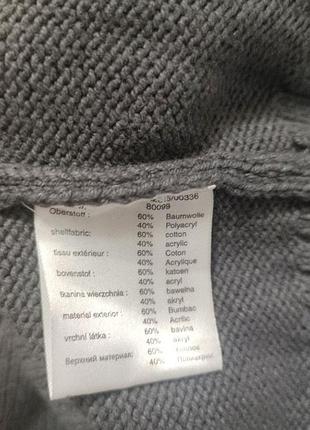 80099
Oberstoff : 60% Baumwolle
40% Polyacryl
shellfabric: 60% cotton
40% acrylic
tissu extérieur : 60% Coton
40% Acrylique
bovenstof : 60% katoen
40% acryl
tkanina wierzchnia : 60% bawełna
40% akryl
material exterior : 60% Bumbac
40% Acrilic
vrchní látka : 60% bavlna
40% akryl
Верхний материал: 60%
40%